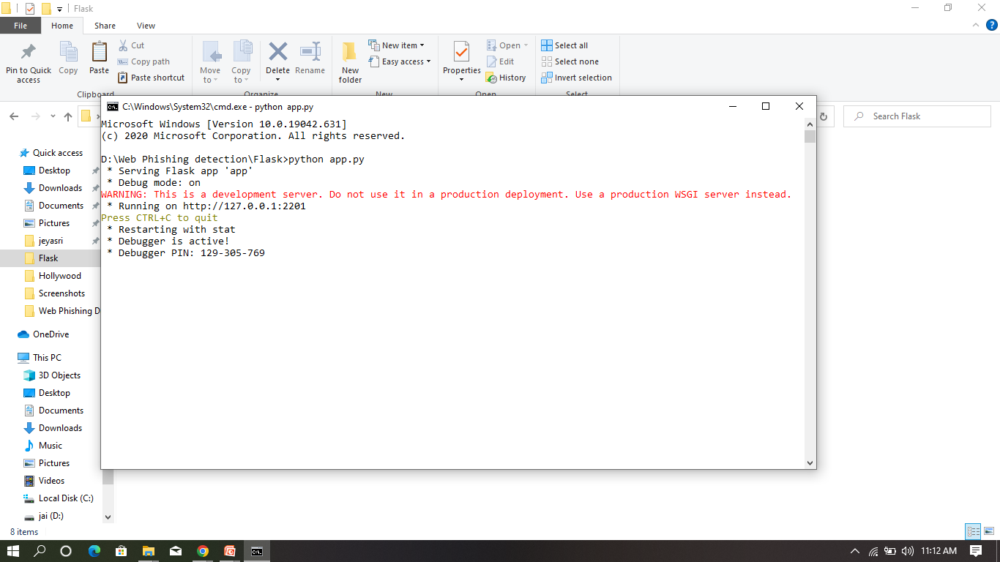 Flask
File Home Share View
Pin to Quick access
Copy
Paste
Cut
Copy path
Paste shortcut
Clipboard
Move to
Copy to
Delete
Rename
Organize
New folder
New item
Easy access
New
Properties
Open
Edit
History
Open
Select all
Select none
Invert selection
Select
Search Flask
C:\Windows\System32\cmd.exe - python app.py
Microsoft Windows [Version 10.0.19042.631]
(c) 2020 Microsoft Corporation. All rights reserved.
D:\Web Phishing detection\Flask>python app.py
* Serving Flask app 'app'
* Debug mode: on
WARNING: This is a development server. Do not use it in a production deployment. Use a production WSGI server instead.
* Running on http://127.0.0.1:2201
Press CTRL+C to quit
* Restarting with stat
* Debugger is active!
* Debugger PIN: 129-305-769
Quick access
Desktop
Downloads
Documents
Pictures
jeyasri
Flask
Hollywood
Screenshots
Web Phishing D
OneDrive
This PC
3D Objects
Desktop
Documents
Downloads
Music
Pictures
Videos
Local Disk (C:)
jai (D:)
8 items
11:12 AM